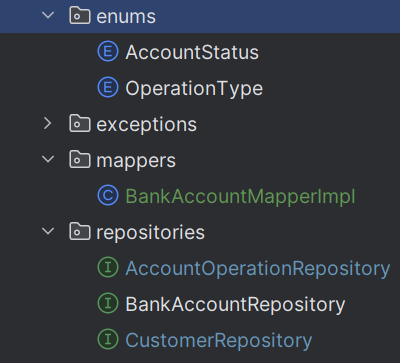 enums
E AccountStatus
E OperationType
exceptions
mappers
C BankAccountMapperImpl
repositories
I AccountOperationRepository
I BankAccountRepository
I CustomerRepository